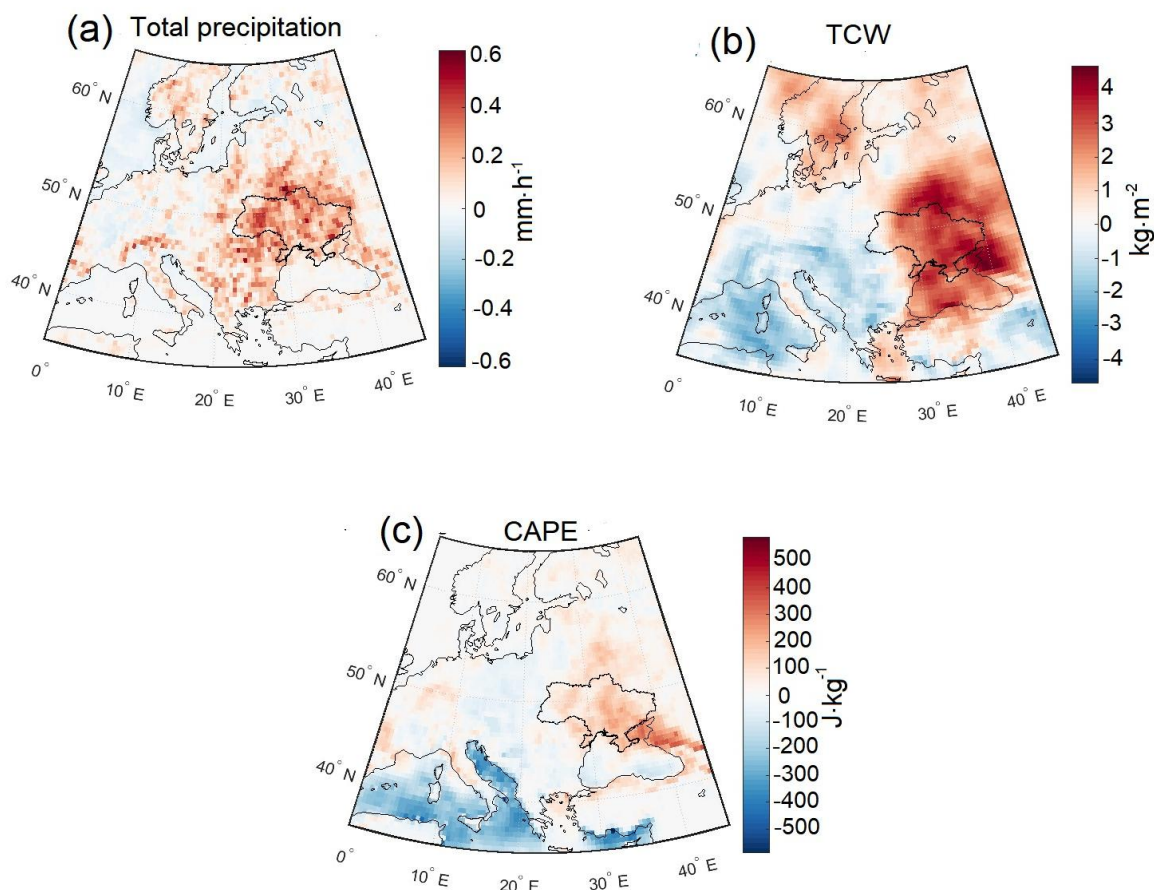 (a) Total precipitation
60° N
50° N
40° N
0°
10° E
20° E
30° E
40° E
0.6
0.4
0.2
0
-0.2
-0.4
-0.6
mm·h⁻¹
(b) TCW
60° N
50° N
40° N
0°
10° E
20° E
30° E
40° E
4
3
2
1
0
-1
-2
-3
-4
kg·m⁻²
(c) CAPE
60° N
50° N
40° N
0°
10° E
20° E
30° E
40° E
500
400
300
200
100
0
-100
-200
-300
-400
-500
J·kg⁻¹